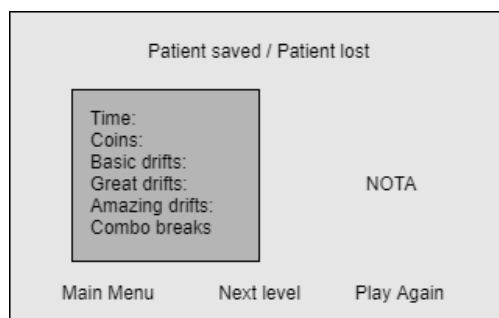 Patient saved / Patient lost
Time:
Coins:
Basic drifts:
Great drifts:
Amazing drifts:
Combo breaks
NOTA
Main Menu
Next level
Play Again